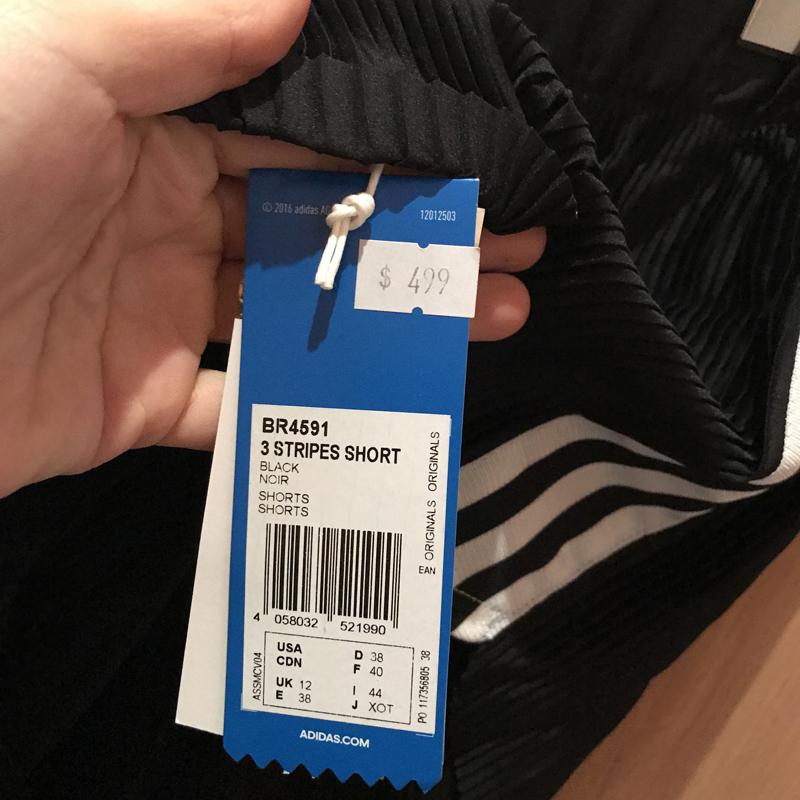 © 2016 adidas AG
12012503
$ 499
BR4591
3 STRIPES SHORT
BLACK
NOIR
SHORTS
SHORTS
ORIGINALS ORIGINALS
EAN
4 058032 521990
ASSMCV04
USA
CDN
UK 12
E 38
D 38
F 40
I 44
J XOT
PO 117356805 38
ADIDAS.COM